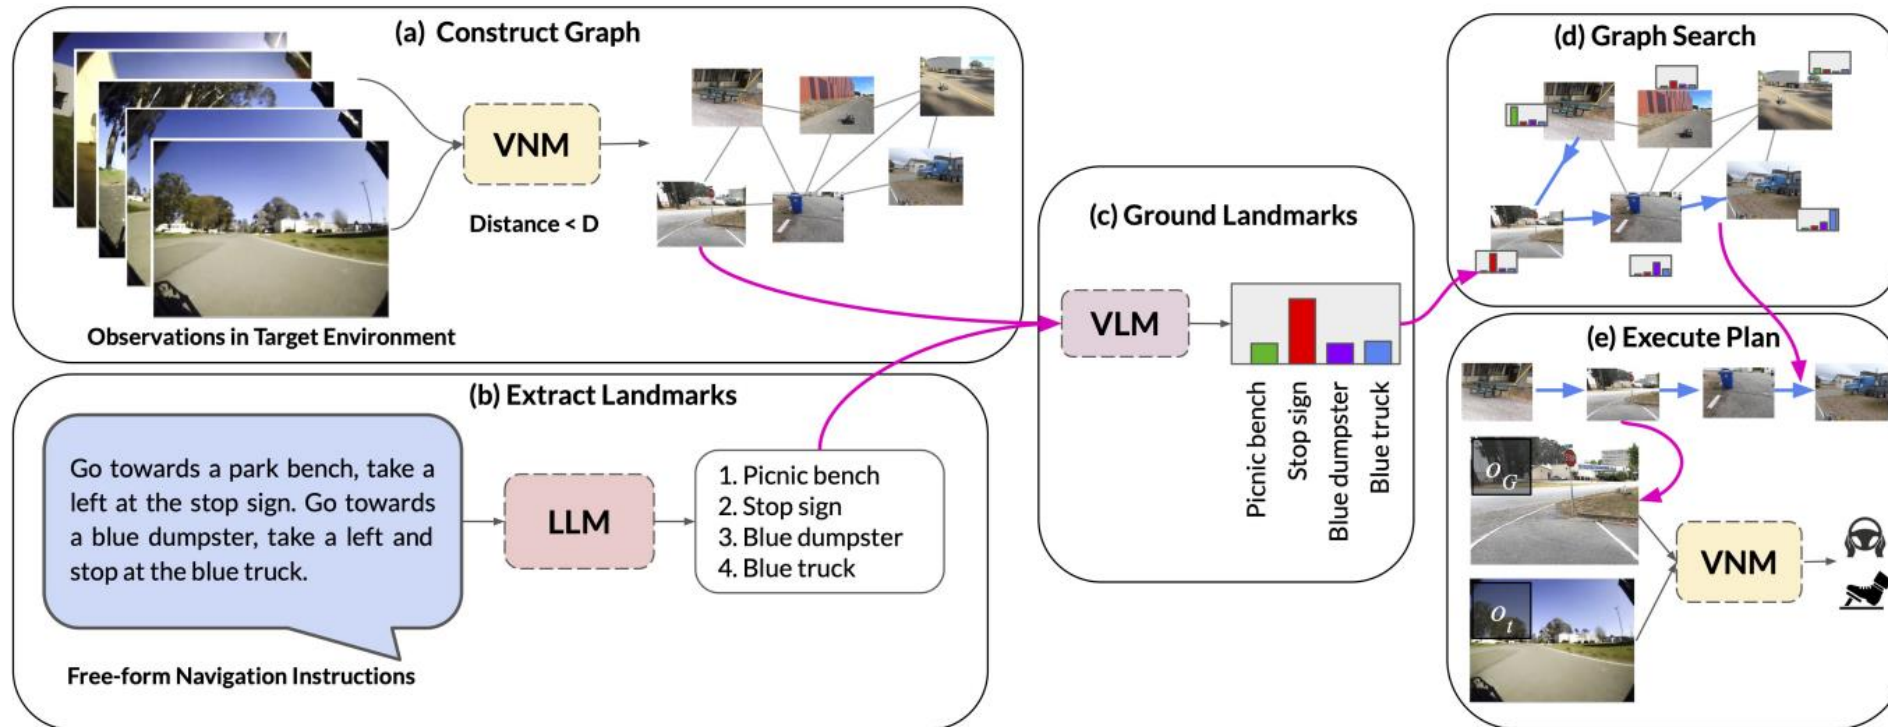 (a) Construct Graph
VNM
Distance < D
Observations in Target Environment
(b) Extract Landmarks
Go towards a park bench, take a
left at the stop sign. Go towards
a blue dumpster, take a left and
stop at the blue truck.
LLM
1. Picnic bench
2. Stop sign
3. Blue dumpster
4. Blue truck
Free-form Navigation Instructions
(c) Ground Landmarks
VLM
Picnic bench
Stop sign
Blue dumpster
Blue truck
(d) Graph Search
(e) Execute Plan
O_G
O_t
VNM